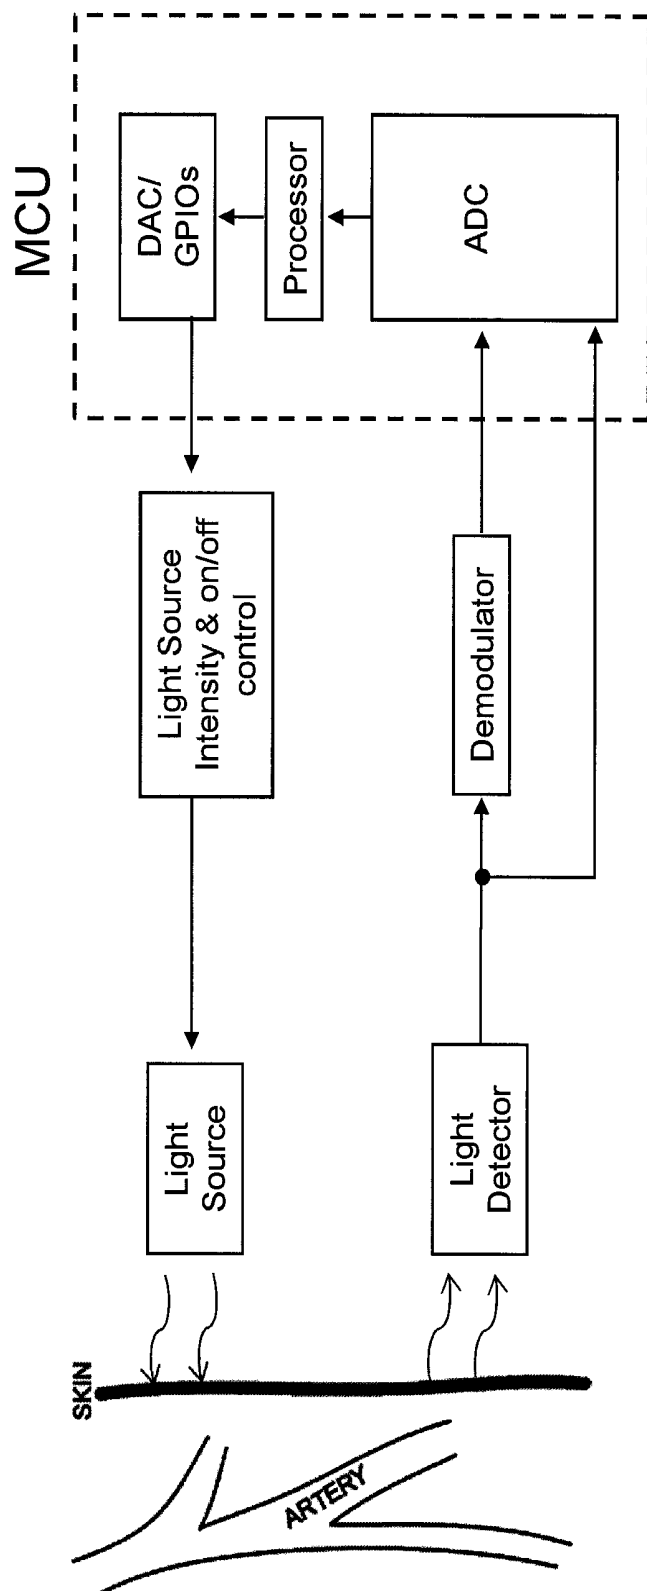 MCU
DAC/
GPIOs
Processor
ADC
Light Source
Intensity & on/off
control
Demodulator
Light
Source
Light
Detector
SKIN
ARTERY